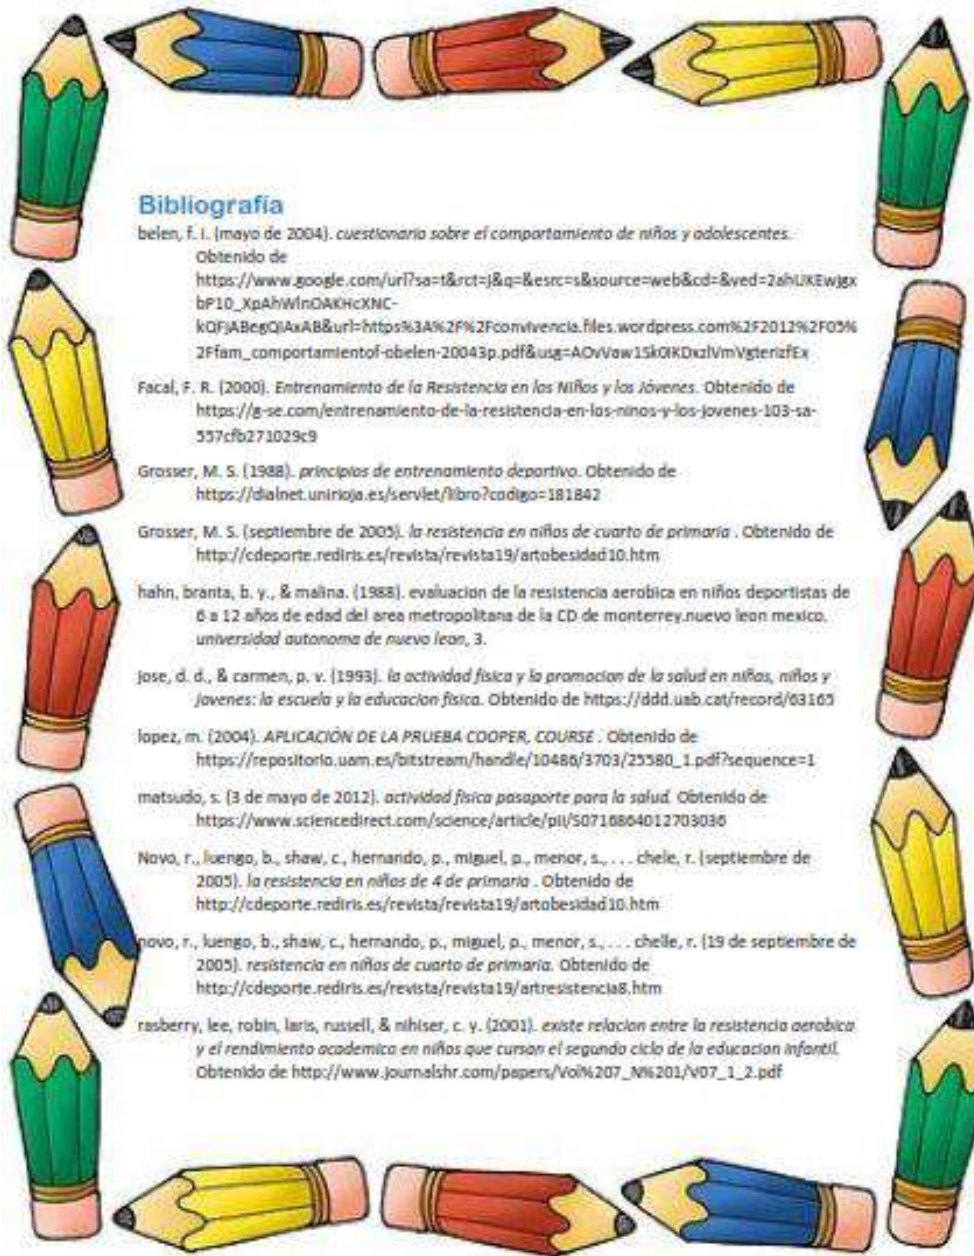 Bibliografía
belen, f. i. (mayo de 2004). cuestionario sobre el comportamiento de niños y adolescentes.
Obtenido de
https://www.google.com/url?sa=t&rct=j&q=&esrc=s&source=web&cd=&ved=2ahUKEwjgx
bP10_XpAhWlnOAKHcXNC-
kQFjABegQIAxAB&url=https%3A%2F%2Fconvivencia.files.wordpress.com%2F2012%2F05%
2Ffam_comportamientof-obelen-20043p.pdf&usg=AOvVaw1Sk0IKDxzlVmVgterizfEx
Facal, F. R. (2000). Entrenamiento de la Resistencia en los Niños y los Jóvenes. Obtenido de
https://g-se.com/entrenamiento-de-la-resistencia-en-los-ninos-y-los-jovenes-103-sa-
557cfb271029c9
Grosser, M. S. (1988). principios de entrenamiento deportivo. Obtenido de
https://dialnet.unirioja.es/servlet/libro?codigo=181842
Grosser, M. S. (septiembre de 2005). la resistencia en niños de cuarto de primaria . Obtenido de
http://cdeporte.rediris.es/revista/revista19/artobesidad10.htm
hahn, branta, b. y., & malina. (1988). evaluacion de la resistencia aerobica en niños deportistas de
6 a 12 años de edad del area metropolitana de la CD de monterrey.nuevo leon mexico.
universidad autonoma de nuevo leon, 3.
jose, d. d., & carmen, p. v. (1993). la actividad física y la promocion de la salud en niñas, niños y
jovenes: la escuela y la educacion fisica. Obtenido de https://ddd.uab.cat/record/63165
lopez, m. (2004). APLICACIÓN DE LA PRUEBA COOPER, COURSE . Obtenido de
https://repositorio.uam.es/bitstream/handle/10486/3703/25580_1.pdf?sequence=1
matsudo, s. (3 de mayo de 2012). actividad fisica pasaporte para la salud. Obtenido de
https://www.sciencedirect.com/science/article/pii/S0716864012703036
Novo, r., luengo, b., shaw, c., hernando, p., miguel, p., menor, s., . . . chele, r. (septiembre de
2005). la resistencia en niños de 4 de primaria . Obtenido de
http://cdeporte.rediris.es/revista/revista19/artobesidad10.htm
novo, r., luengo, b., shaw, c., hernando, p., miguel, p., menor, s., . . . chelle, r. (19 de septiembre de
2005). resistencia en niños de cuarto de primaria. Obtenido de
http://cdeporte.rediris.es/revista/revista19/artresistencia8.htm
rasberry, lee, robin, laris, russell, & nihiser, c. y. (2001). existe relacion entre la resistencia aerobica
y el rendimiento academica en niños que cursan el segundo ciclo de la educacion infantil.
Obtenido de http://www.journalshr.com/papers/Vol%207_N%201/V07_1_2.pdf